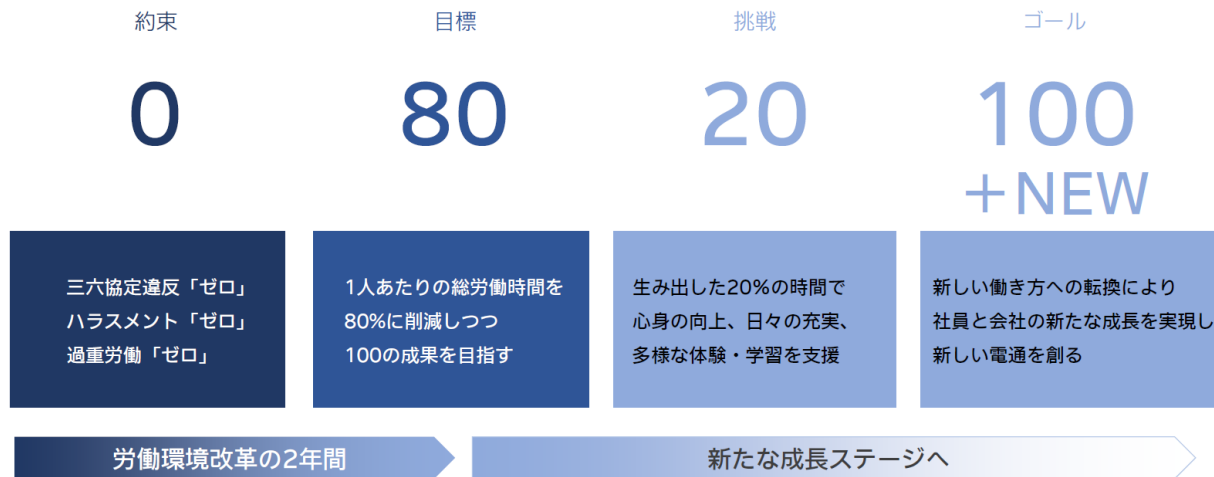 約束
目標
挑戦
ゴール
0
80
20
100
＋NEW
三六協定違反「ゼロ」
ハラスメント「ゼロ」
過重労働「ゼロ」
1人あたりの総労働時間を
80%に削減しつつ
100の成果を目指す
生み出した20%の時間で
心身の向上、日々の充実、
多様な体験・学習を支援
新しい働き方への転換により
社員と会社の新たな成長を実現し
新しい電通を創る
労働環境改革の2年間
新たな成長ステージへ